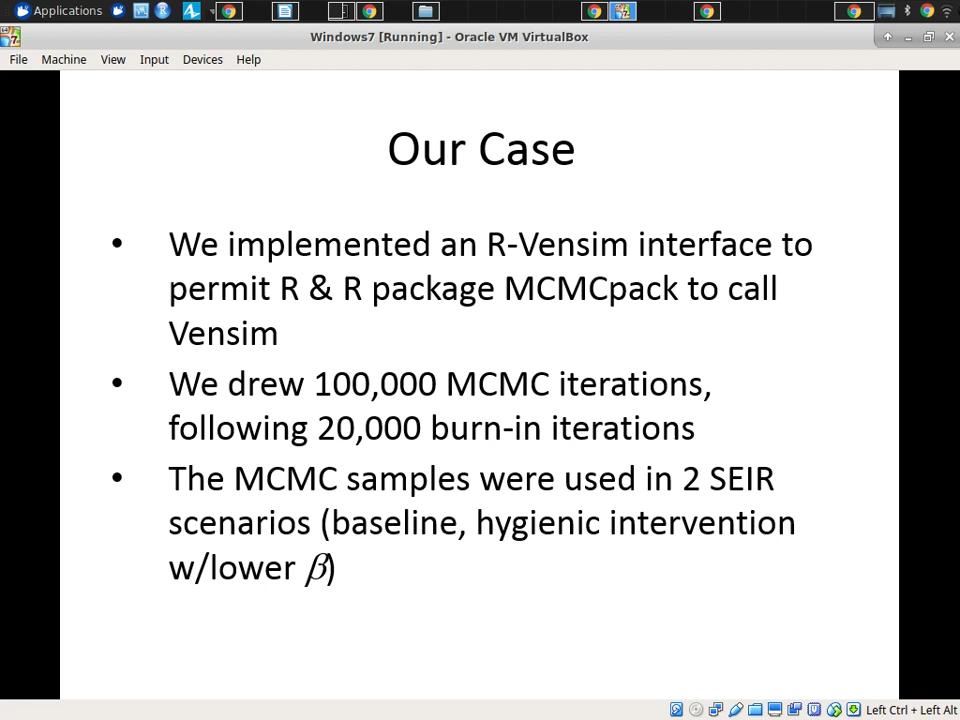 Applications
Windows7 [Running] - Oracle VM VirtualBox
File Machine View Input Devices Help
Our Case
• We implemented an R-Vensim interface to
permit R & R package MCMCpack to call
Vensim
• We drew 100,000 MCMC iterations,
following 20,000 burn-in iterations
• The MCMC samples were used in 2 SEIR
scenarios (baseline, hygienic intervention
w/lower β)
Left Ctrl + Left Alt